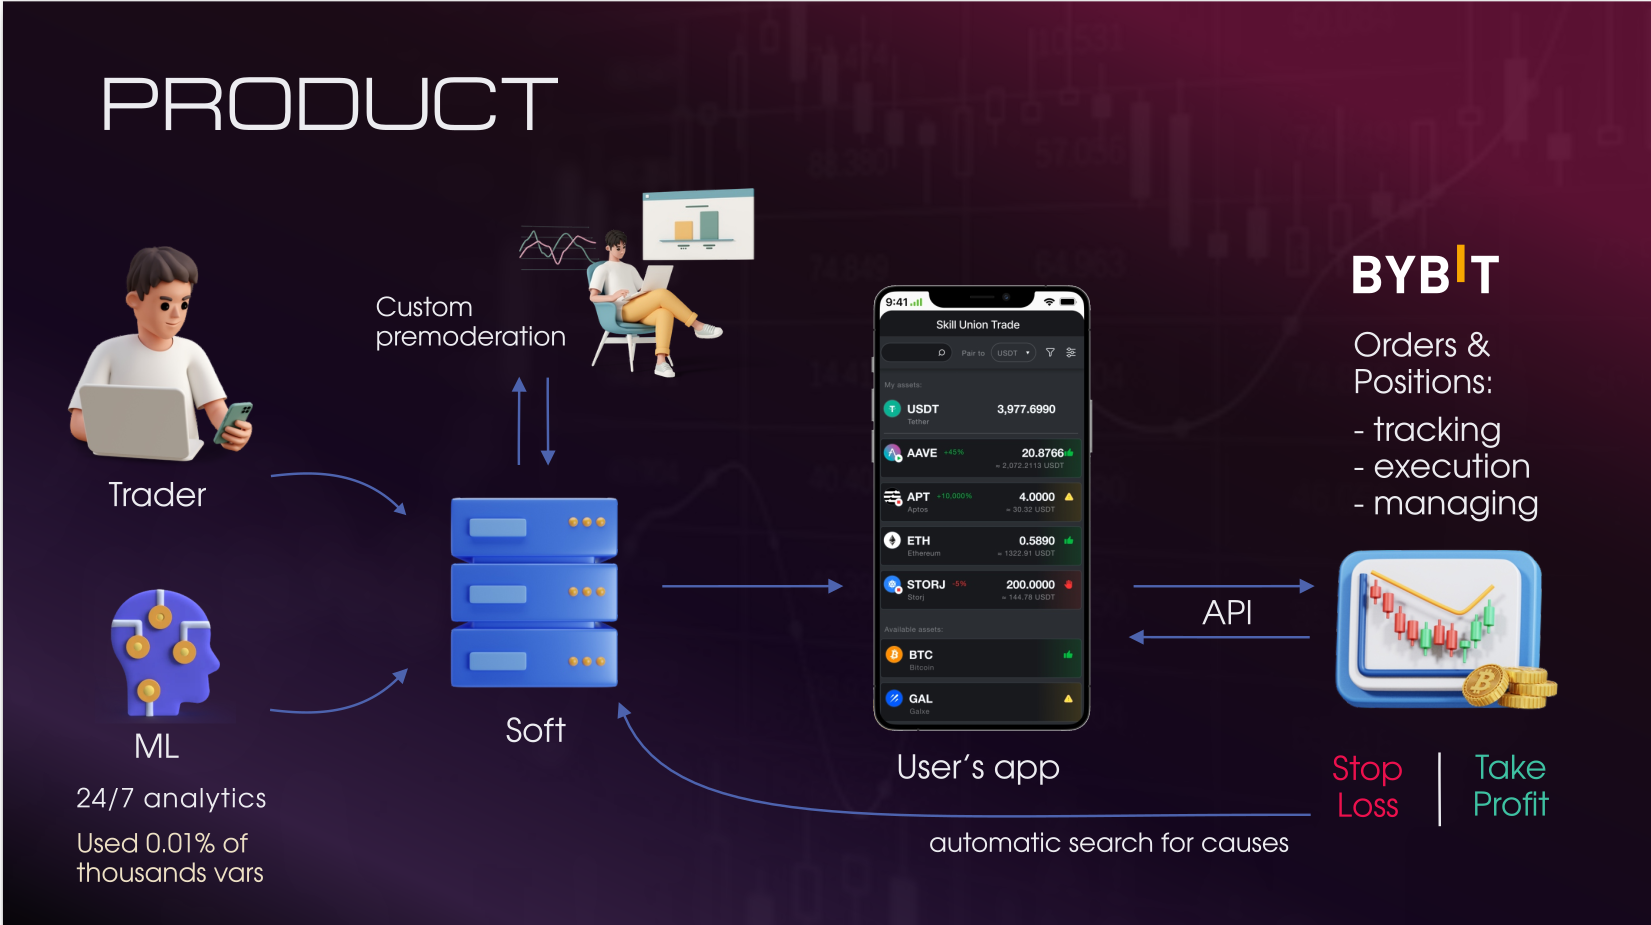 PRODUCT
Custom
premoderation
Trader
ML
24/7 analytics
Used 0.01% of
thousands vars
Soft
9:41
Skill Union Trade
Pair to USDT
My assets:
USDT 3,977.6990
Tether
AAVE +45% 20.8766
≈ 2,072.2113 USDT
APT +10,000% 4.0000
Aptos ≈ 30.32 USDT
ETH 0.5890
Ethereum ≈ 1322.91 USDT
STORJ -5% 200.0000
Storj ≈ 144.78 USDT
Available assets:
BTC
Bitcoin
GAL
Galxe
User's app
API
BYBIT
Orders &
Positions:
- tracking
- execution
- managing
Stop
Loss
Take
Profit
automatic search for causes